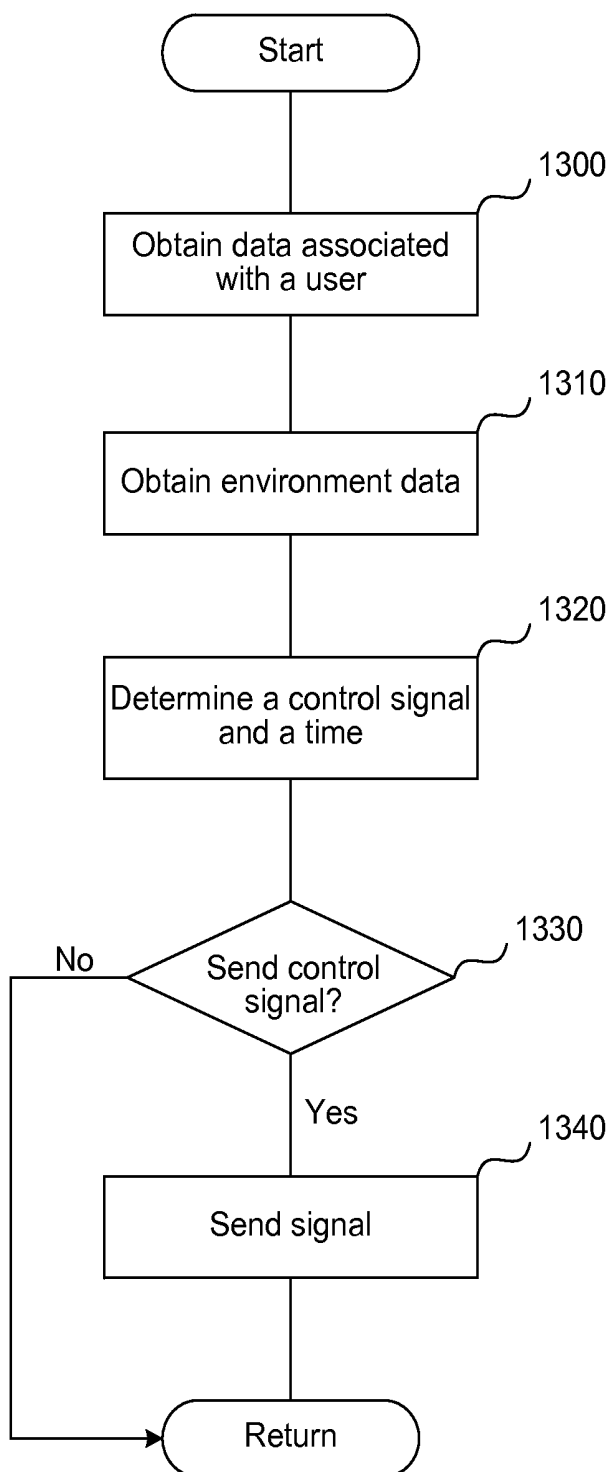 Start
1300
Obtain data associated
with a user
1310
Obtain environment data
1320
Determine a control signal
and a time
1330
No
Send control
signal?
Yes
1340
Send signal
Return